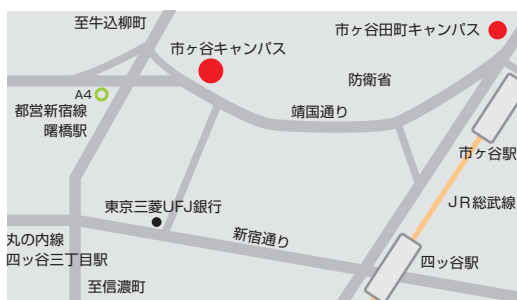 至牛込柳町
市ヶ谷キャンパス
市ヶ谷田町キャンパス
防衛省
A4
都営新宿線
曙橋駅
靖国通り
市ヶ谷駅
JR総武線
東京三菱UFJ銀行
新宿通り
丸の内線
四ッ谷三丁目駅
四ッ谷駅
至信濃町